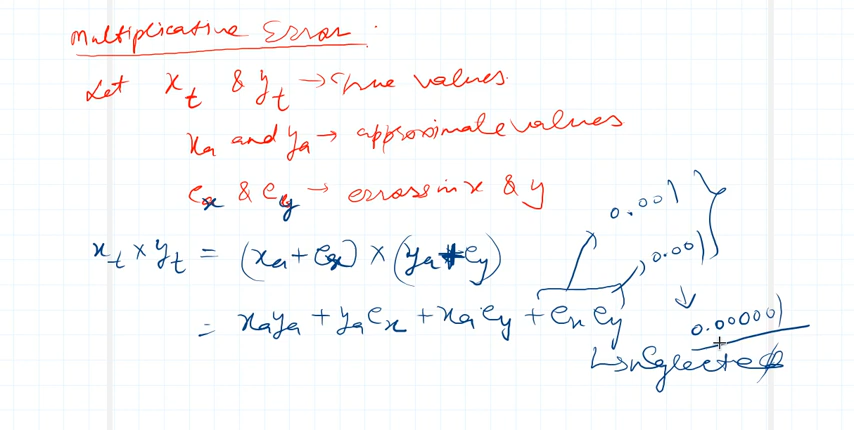 Multiplicative Error.
Let x_t & y_t → true values.
x_a and y_a → approximate values
e_x & e_y → errors in x & y
0.001
x_t × y_t = (x_a + e_x) × (y_a + e_y)
0.001
= x_a y_a + y_a e_x + x_a e_y + e_x e_y
0.000001
↳ neglected